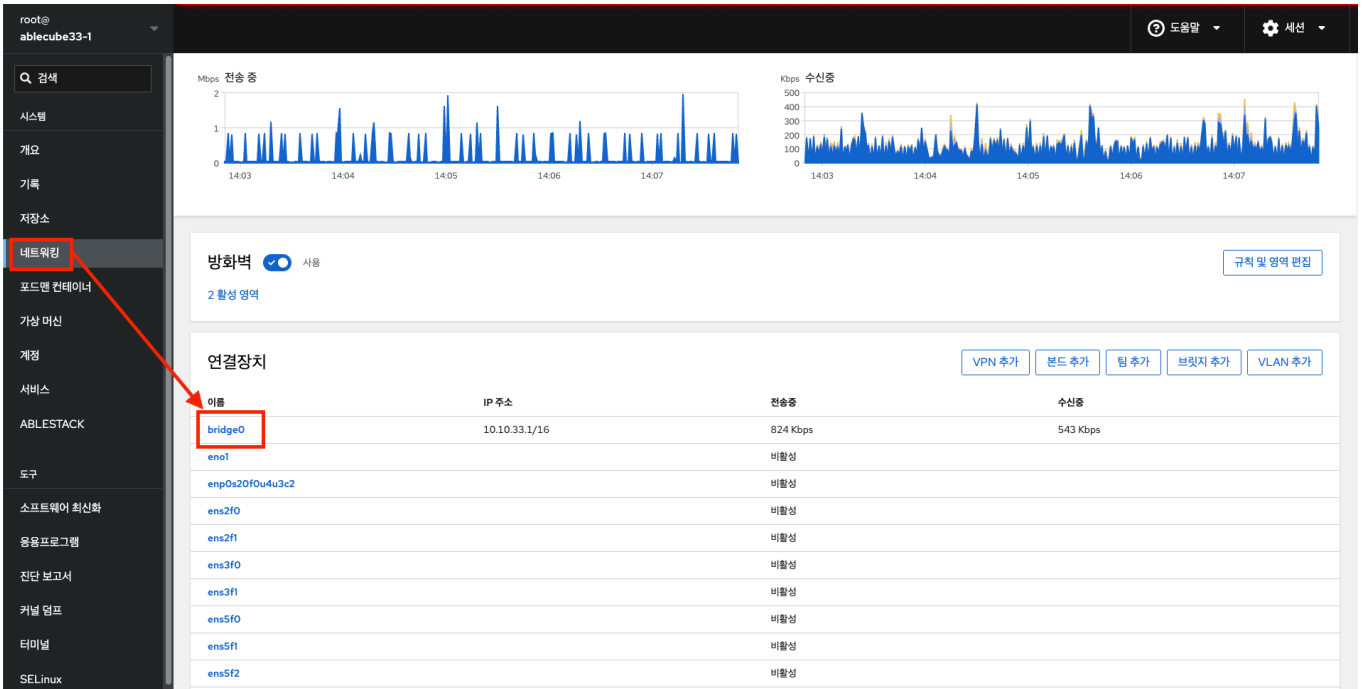 root@
ablecube33-1
도움말
세션
검색
시스템
개요
기록
저장소
네트워킹
포드맨 컨테이너
가상 머신
계정
서비스
ABLESTACK
도구
소프트웨어 최신화
응용프로그램
진단 보고서
커널 덤프
터미널
SELinux
Mbps 전송 중
2
1
0
14:03 14:04 14:05 14:06 14:07
Kbps 수신중
500
400
300
200
100
0
14:03 14:04 14:05 14:06 14:07
방화벽 사용
규칙 및 영역 편집
2 활성 영역
연결장치
VPN 추가 본드 추가 팀 추가 브릿지 추가 VLAN 추가
이름 IP 주소 전송중 수신중
bridge0 10.10.33.1/16 824 Kbps 543 Kbps
eno1 비활성
enp0s20f0u4u3c2 비활성
ens2f0 비활성
ens2f1 비활성
ens3f0 비활성
ens3f1 비활성
ens5f0 비활성
ens5f1 비활성
ens5f2 비활성